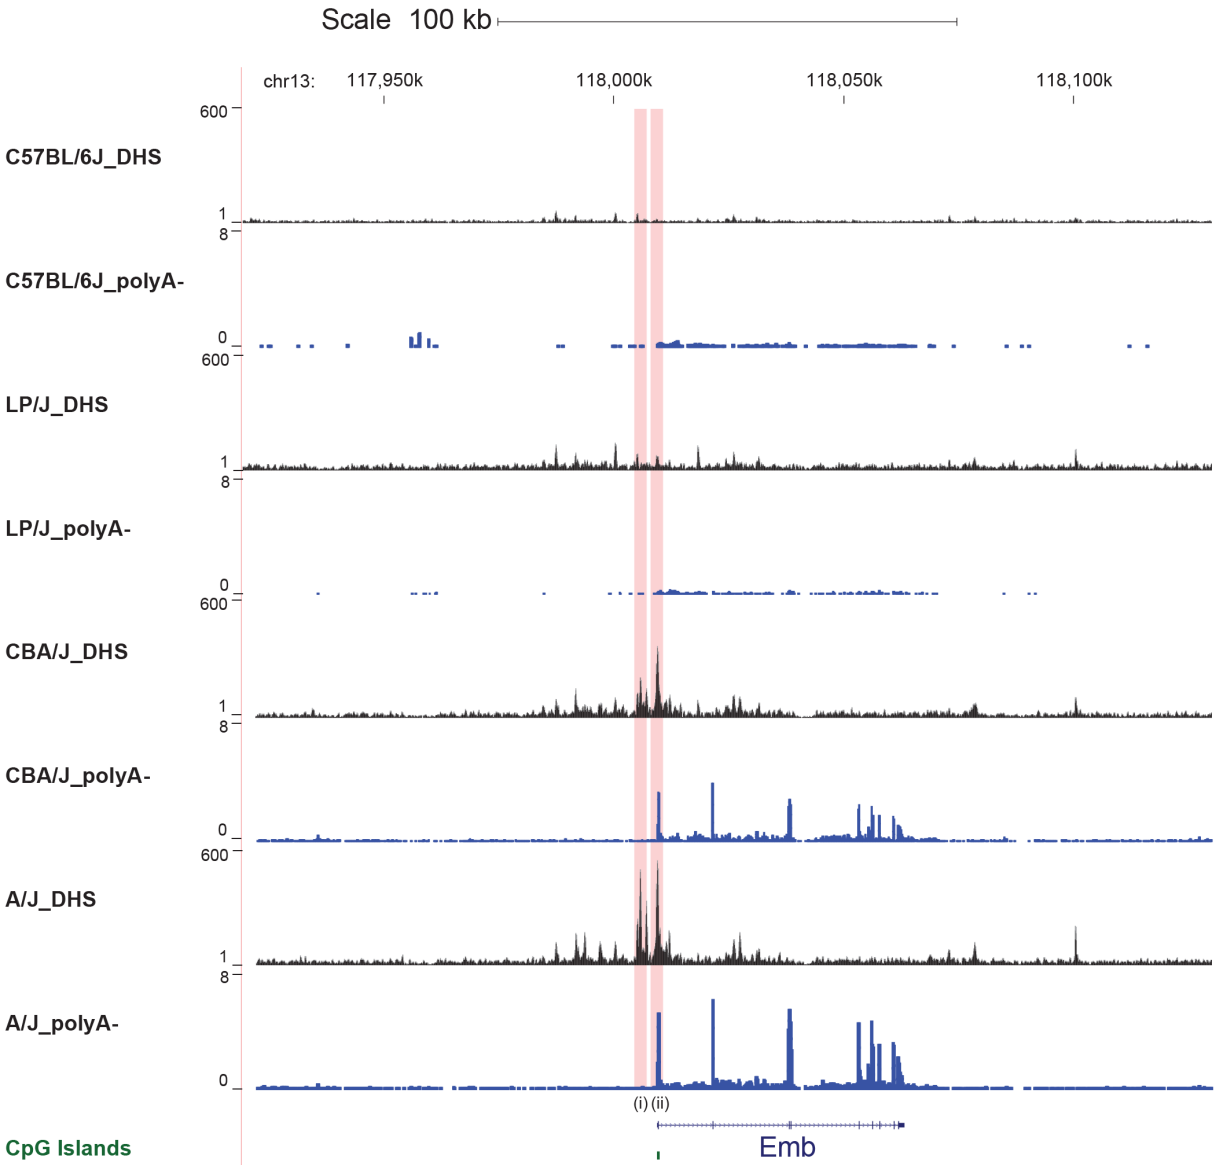 Scale 100 kb
chr13: 117,950k 118,000k 118,050k 118,100k
600
C57BL/6J_DHS
1
8
C57BL/6J_polyA-
0
600
LP/J_DHS
1
8
LP/J_polyA-
0
600
CBA/J_DHS
1
8
CBA/J_polyA-
0
600
A/J_DHS
1
8
A/J_polyA-
0
(i) (ii)
Emb
CpG Islands